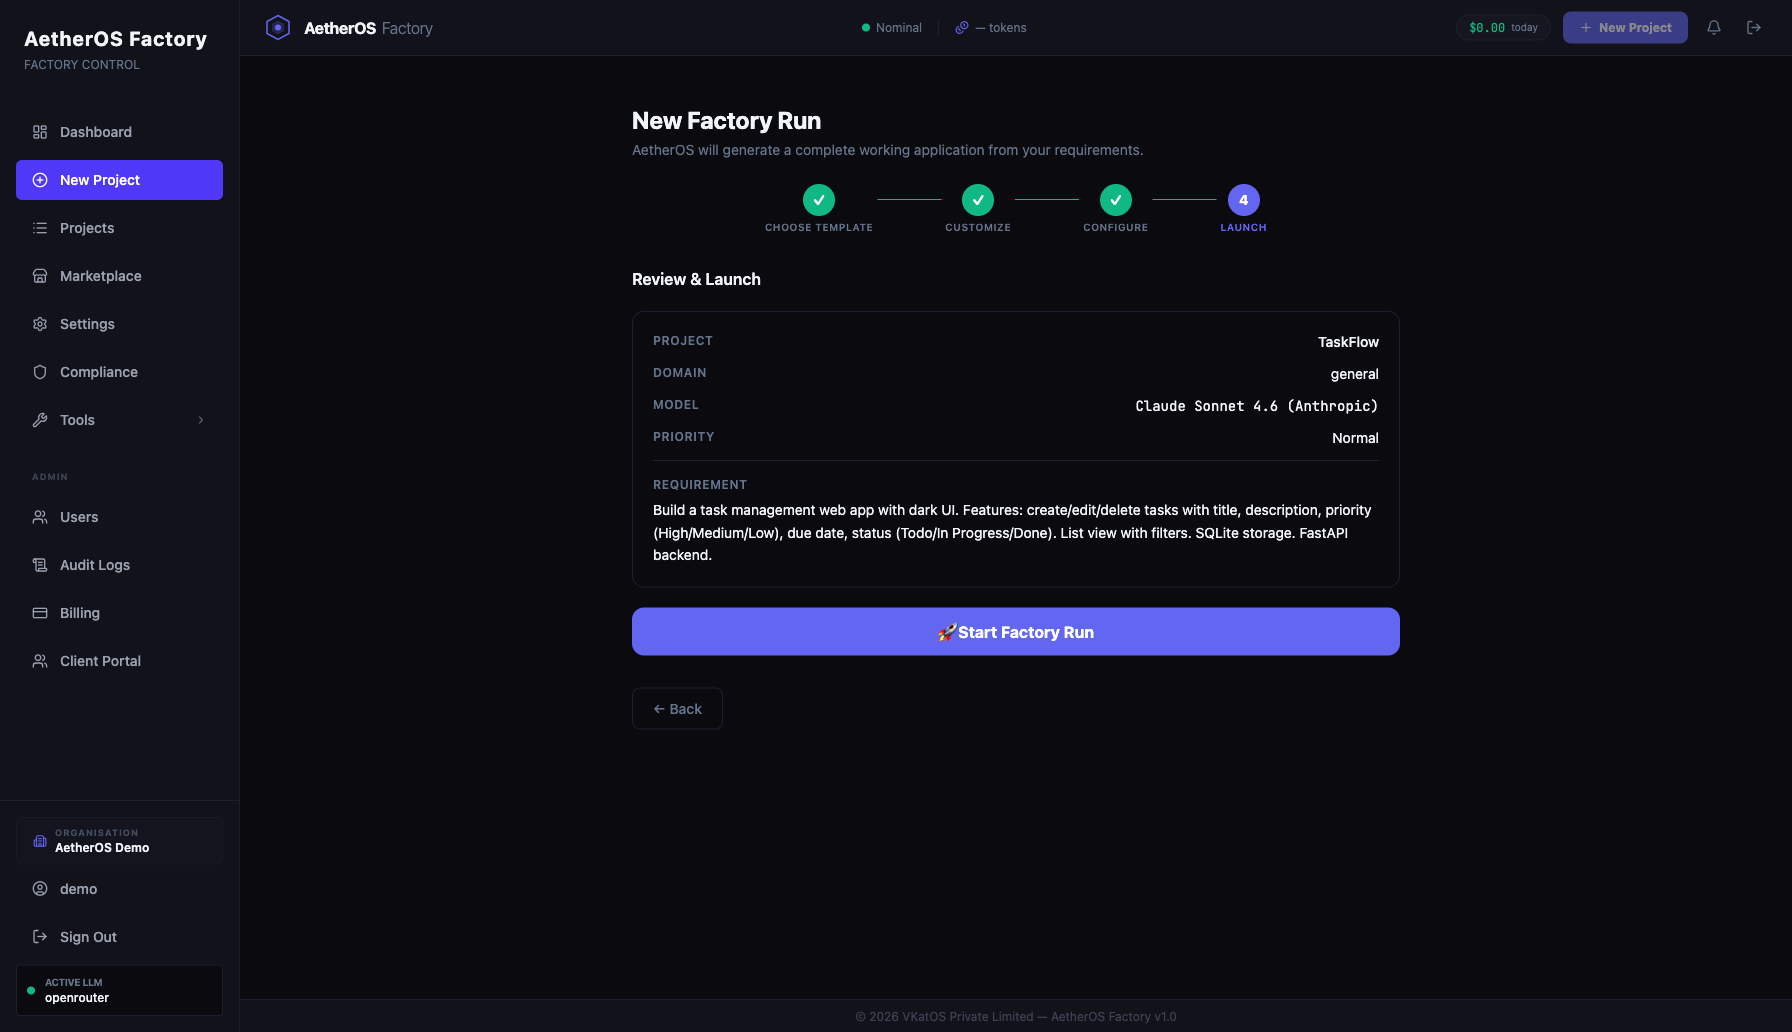 AetherOS Factory
FACTORY CONTROL
Dashboard
New Project
Projects
Marketplace
Settings
Compliance
Tools
ADMIN
Users
Audit Logs
Billing
Client Portal
ORGANISATION
AetherOS Demo
demo
Sign Out
ACTIVE LLM
openrouter
AetherOS Factory
Nominal
— tokens
$0.00 today
+ New Project
New Factory Run
AetherOS will generate a complete working application from your requirements.
4
CHOOSE TEMPLATE
CUSTOMIZE
CONFIGURE
LAUNCH
Review & Launch
PROJECT
TaskFlow
DOMAIN
general
MODEL
Claude Sonnet 4.6 (Anthropic)
PRIORITY
Normal
REQUIREMENT
Build a task management web app with dark UI. Features: create/edit/delete tasks with title, description, priority
(High/Medium/Low), due date, status (Todo/In Progress/Done). List view with filters. SQLite storage. FastAPI
backend.
🚀Start Factory Run
← Back
© 2026 VKatOS Private Limited — AetherOS Factory v1.0